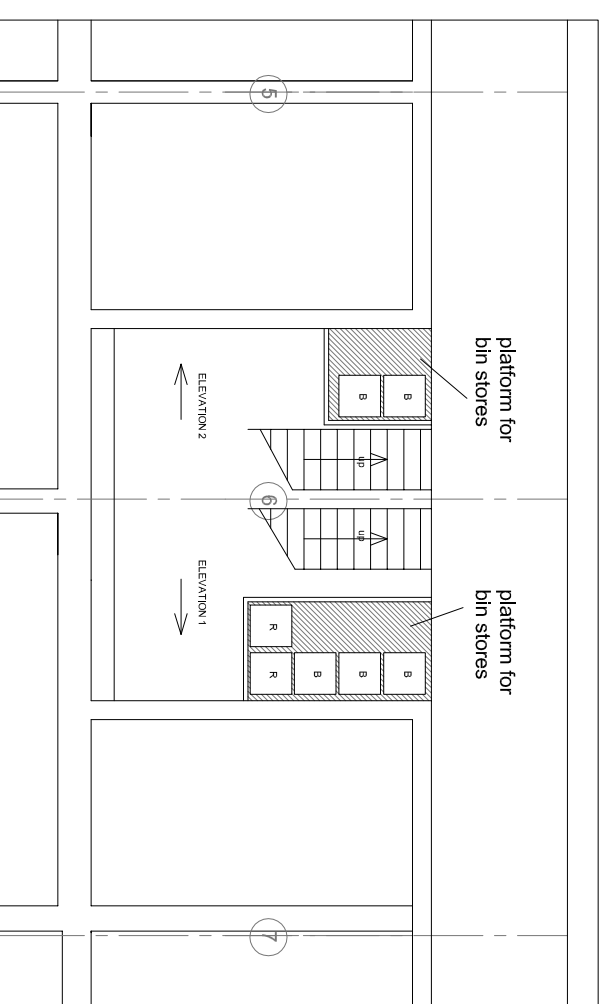 5
platform for
bin stores
B
B
ELEVATION 2
up
6
up
ELEVATION 1
platform for
bin stores
R
R
B
B
B
7